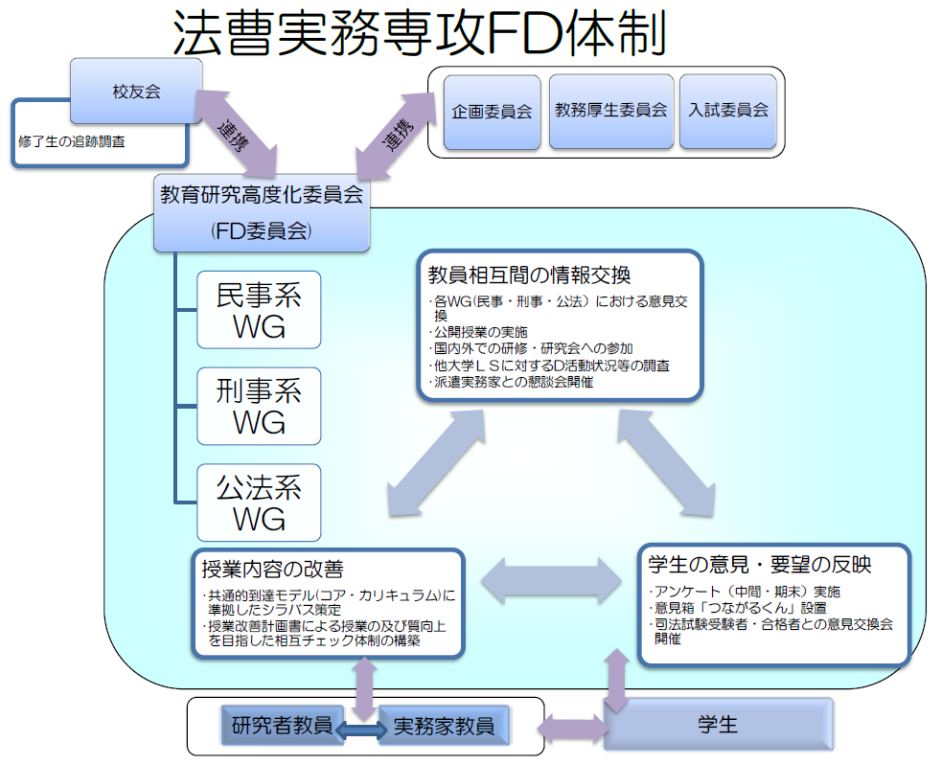 法曹実務専攻FD体制
校友会
修了生の追跡調査
連携
連携
企画委員会
教務厚生委員会
入試委員会
教育研究高度化委員会
(FD委員会)
民事系
WG
刑事系
WG
公法系
WG
教員相互間の情報交換
・各WG(民事・刑事・公法）における意見交
換
・公開授業の実施
・国内外での研修・研究会への参加
・他大学ＬＳに対するD活動状況等の調査
・派遣実務家との懇談会開催
授業内容の改善
・共通的到達モデル(コア・カリキュラム)に
準拠したシラバス策定
・授業改善計画書による授業の及び質向上
を目指した相互チェック体制の構築
学生の意見・要望の反映
・アンケート（中間・期末）実施
・意見箱「つながるくん」設置
・司法試験受験者・合格者との意見交換会
開催
研究者教員
実務家教員
学生